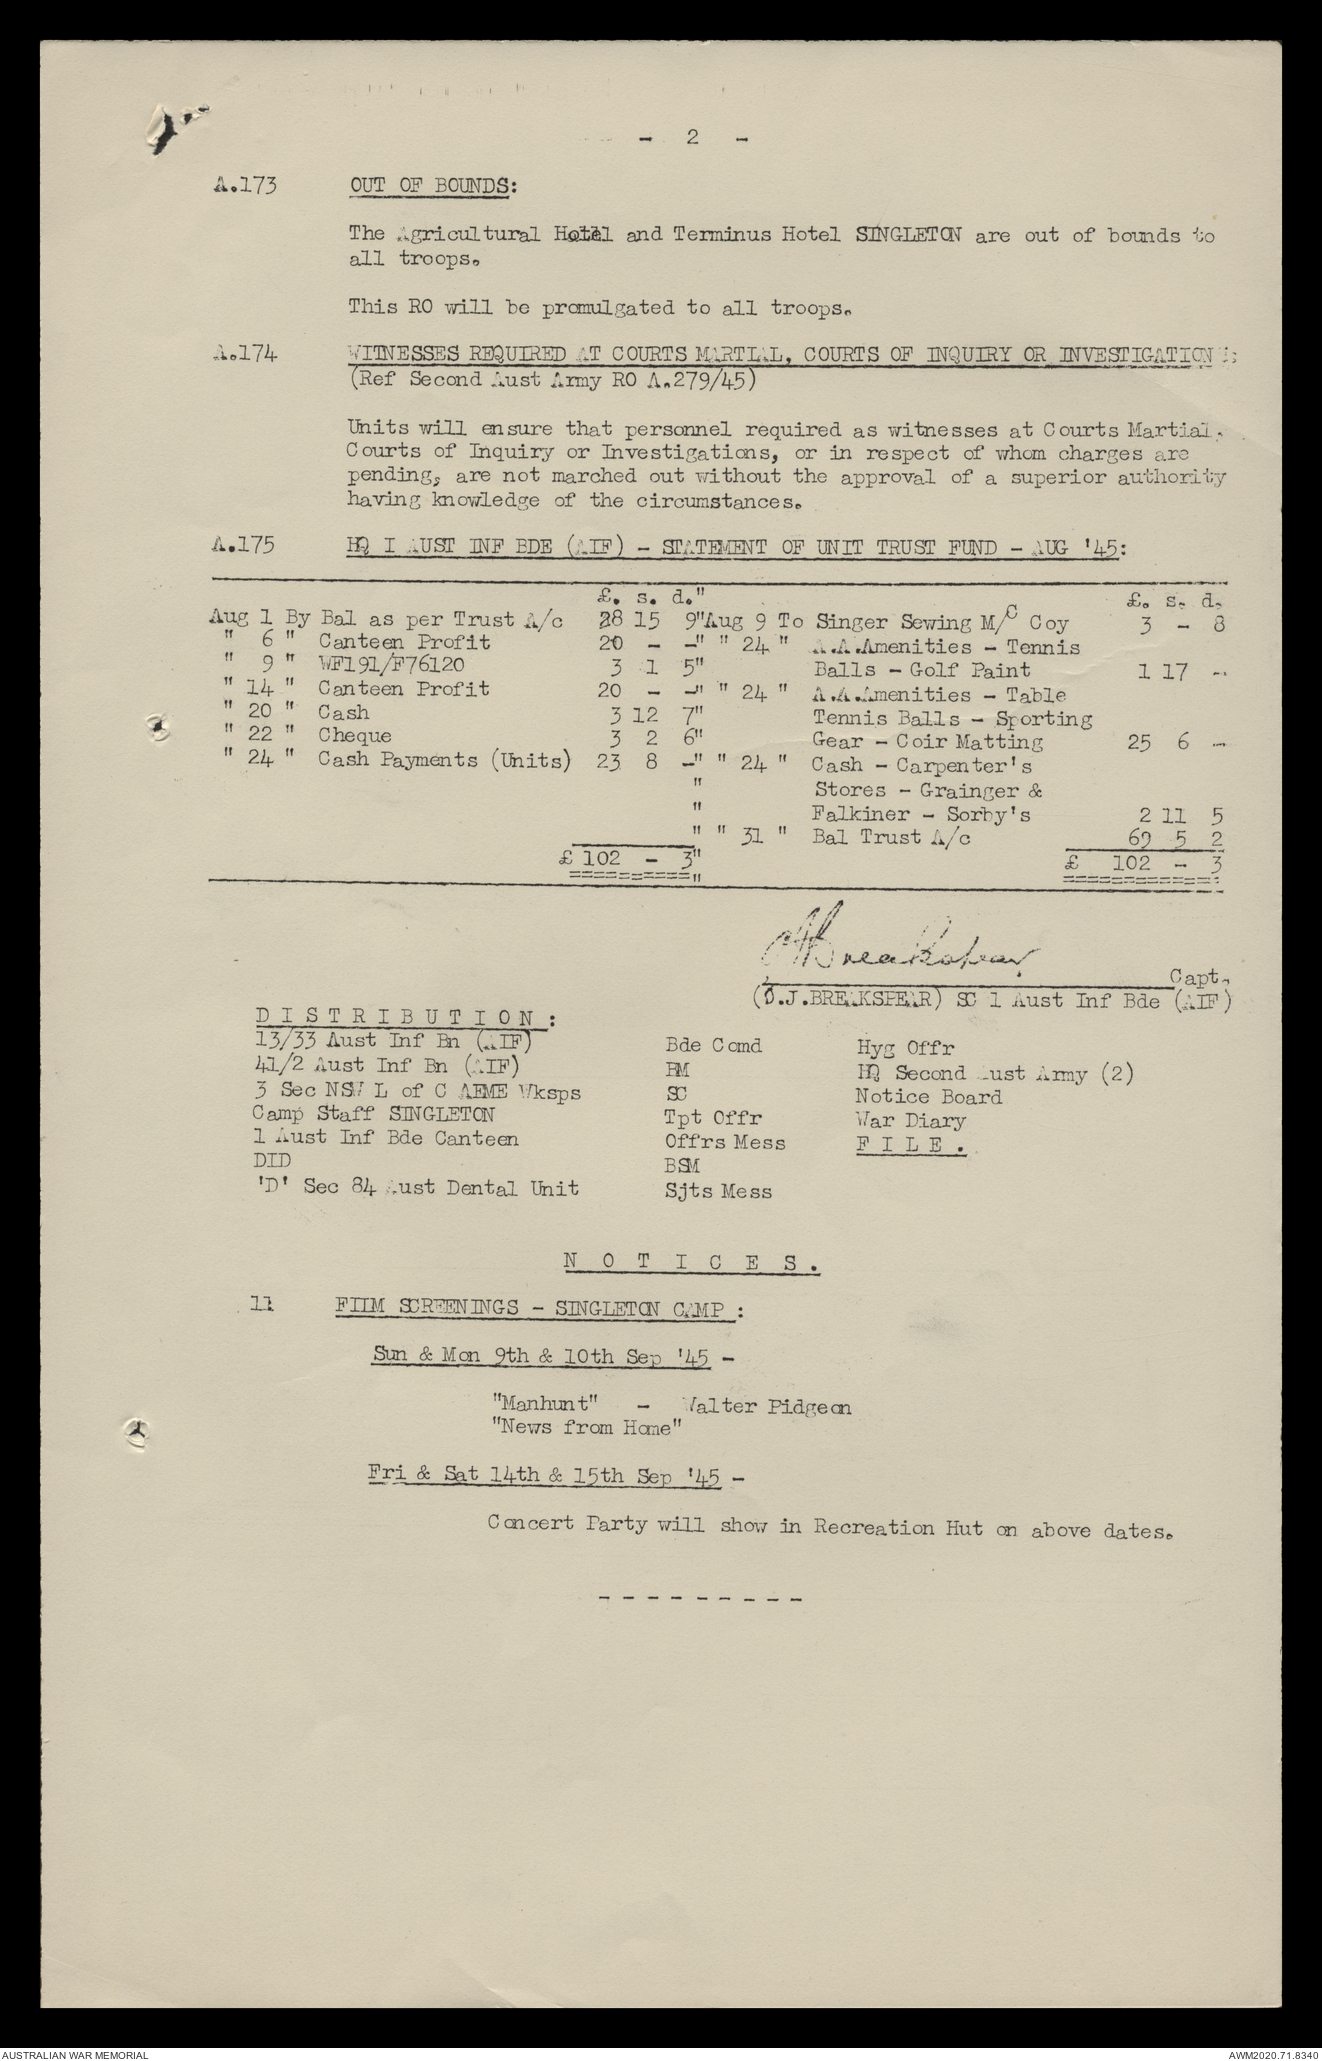 - 2 -
A.173 OUT OF BOUNDS:
The Agricultural Hotel and Terminus Hotel SINGLETON are out of bounds to
all troops.
This RO will be promulgated to all troops.
A.174 WITNESSES REQUIRED AT COURTS MARTIAL, COURTS OF INQUIRY OR INVESTIGATIONS:
(Ref Second Aust Army RO A.279/45)
Units will ensure that personnel required as witnesses at Courts Martial,
Courts of Inquiry or Investigations, or in respect of whom charges are
pending, are not marched out without the approval of a superior authority
having knowledge of the circumstances.
A.175 HQ I AUST INF BDE (AIF) - STATEMENT OF UNIT TRUST FUND - AUG '45:
£. s. d." £. s. d.
Aug 1 By Bal as per Trust A/c 28 15 9"Aug 9 To Singer Sewing M/C Coy 3 - 8
" 6 " Canteen Profit 20 - -" " 24 " A.A.Amenities - Tennis
" 9 " WF191/F76120 3 1 5" Balls - Golf Paint 1 17 -
" 14 " Canteen Profit 20 - -" " 24 " A.A.Amenities - Table
" 20 " Cash 3 12 7" Tennis Balls - Sporting
" 22 " Cheque 3 2 6" Gear - Coir Matting 25 6 -
" 24 " Cash Payments (Units) 23 8 -" " 24 " Cash - Carpenter's
" Stores - Grainger &
" Falkiner - Sorby's 2 11 5
" " 31 " Bal Trust A/c 69 5 2
£ 102 - 3" £ 102 - 3
==========" =============
Breakspear
Capt.
(O.J.BREAKSPEAR) SC 1 Aust Inf Bde (AIF)
D I S T R I B U T I O N :
13/33 Aust Inf Bn (AIF) Bde Comd Hyg Offr
41/2 Aust Inf Bn (AIF) BM HQ Second Aust Army (2)
3 Sec NSW L of C AEME Wksps SC Notice Board
Camp Staff SINGLETON Tpt Offr War Diary
1 Aust Inf Bde Canteen Offrs Mess F I L E .
DID BSM
'D' Sec 84 Aust Dental Unit Sjts Mess
N O T I C E S .
11 FILM SCREENINGS - SINGLETON CAMP :
Sun & Mon 9th & 10th Sep '45 -
"Manhunt" - Walter Pidgeon
"News from Home"
Fri & Sat 14th & 15th Sep '45 -
Concert Party will show in Recreation Hut on above dates.
- - - - - - - - -
AUSTRALIAN WAR MEMORIAL AWM2020.71.8340